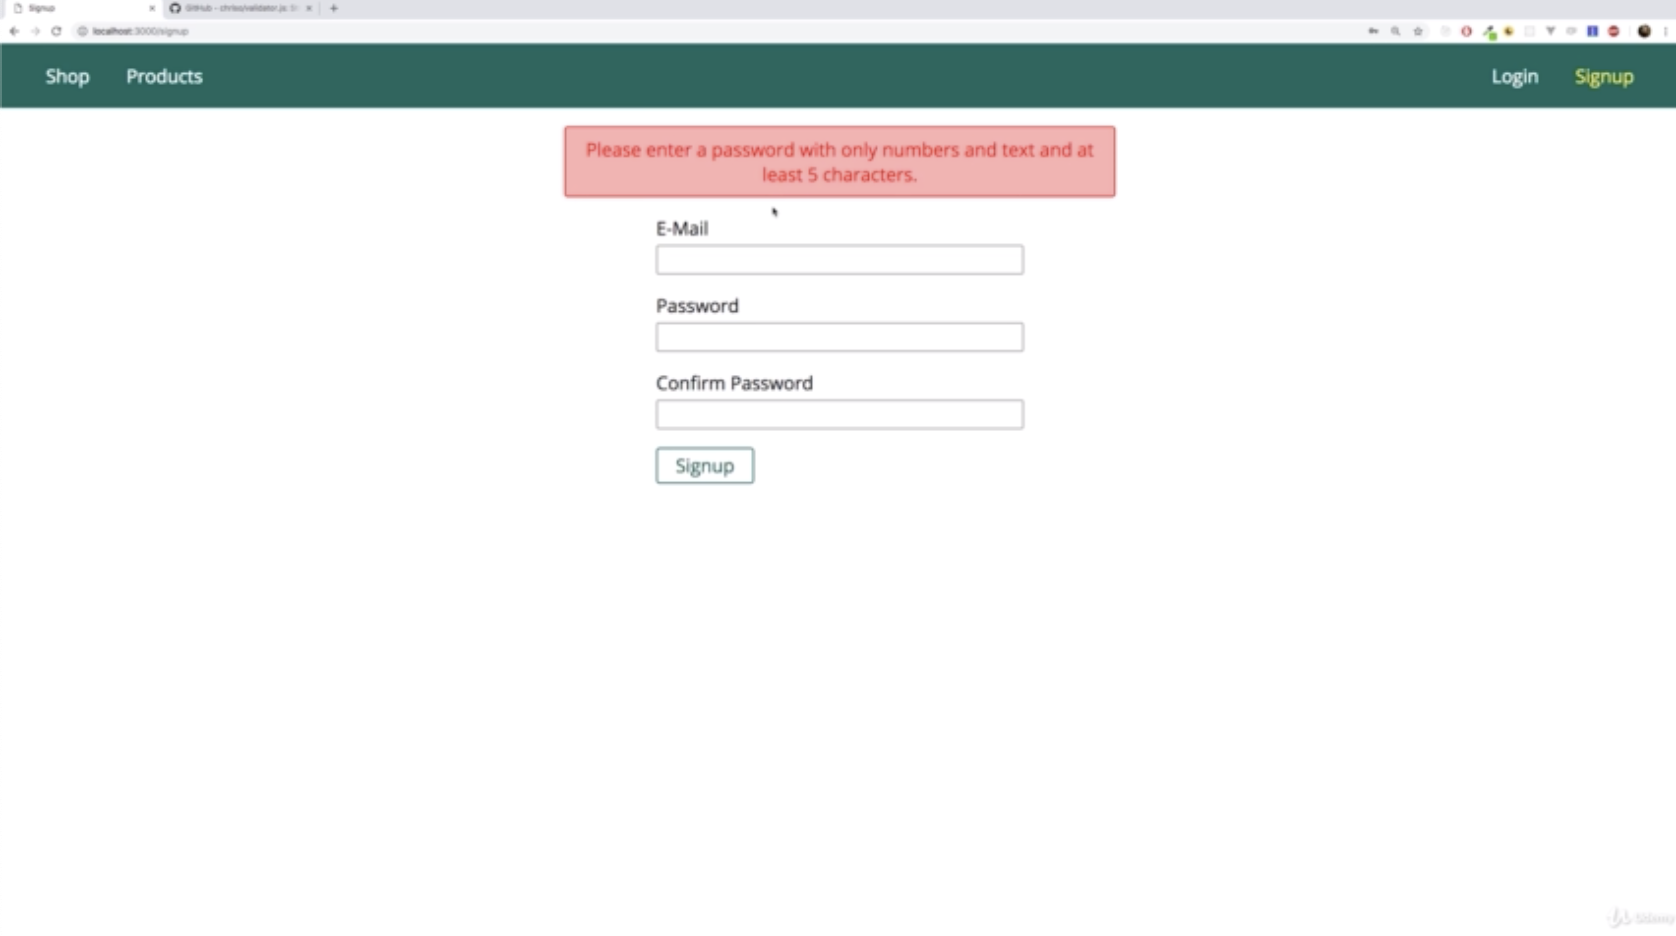 Signup
GitHub - chriso/validator.js: St
localhost:3000/signup
Shop Products Login Signup
Please enter a password with only numbers and text and at
least 5 characters.
E-Mail
Password
Confirm Password
Signup
Udemy